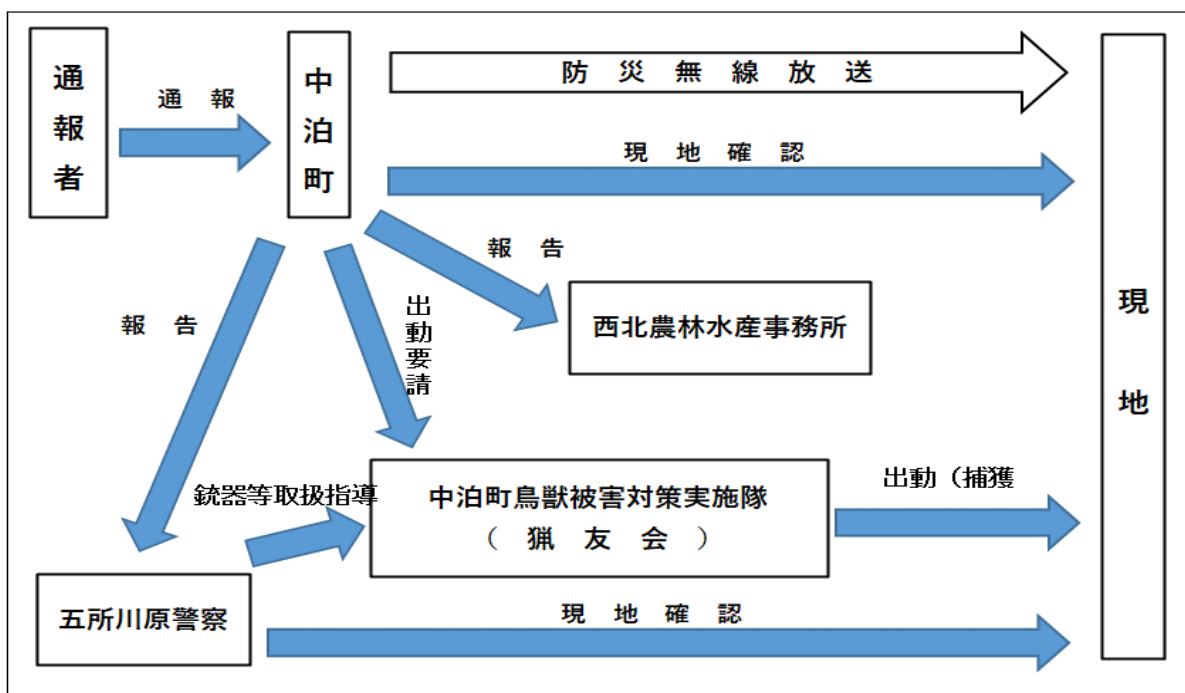 通報者
通　報
中泊町
防　災　無　線　放　送
現　地　確　認
報　告
西北農林水産事務所
報　告
出動要請
銃器等取扱指導
中泊町鳥獣被害対策実施隊
（　猟　友　会　）
出動（捕獲
五所川原警察
現　地　確　認
現　地